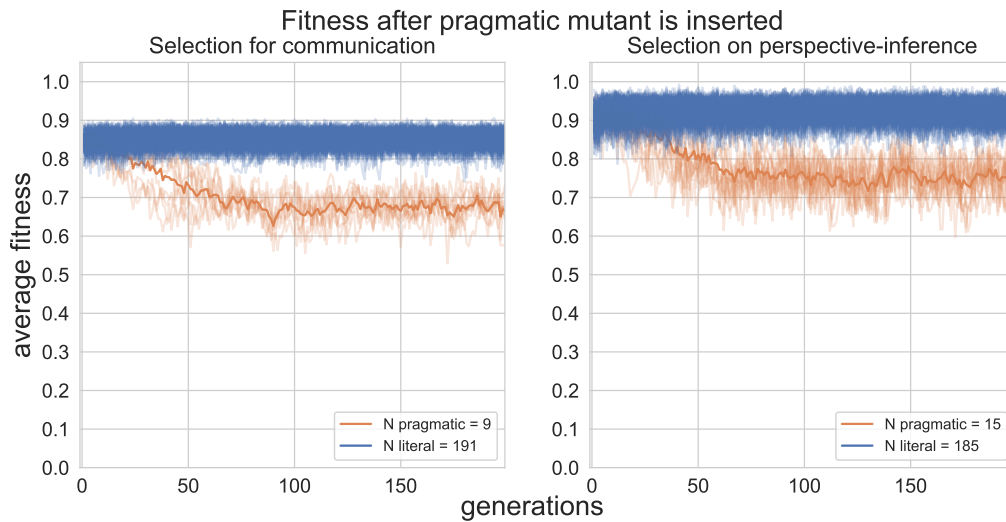 Fitness after pragmatic mutant is inserted
Selection for communication
Selection on perspective-inference
average fitness
1.0
0.9
0.8
0.7
0.6
0.5
0.4
0.3
0.2
0.1
0.0
N pragmatic = 9
N literal = 191
0 50 100 150
1.0
0.9
0.8
0.7
0.6
0.5
0.4
0.3
0.2
0.1
0.0
N pragmatic = 15
N literal = 185
0 50 100 150
generations